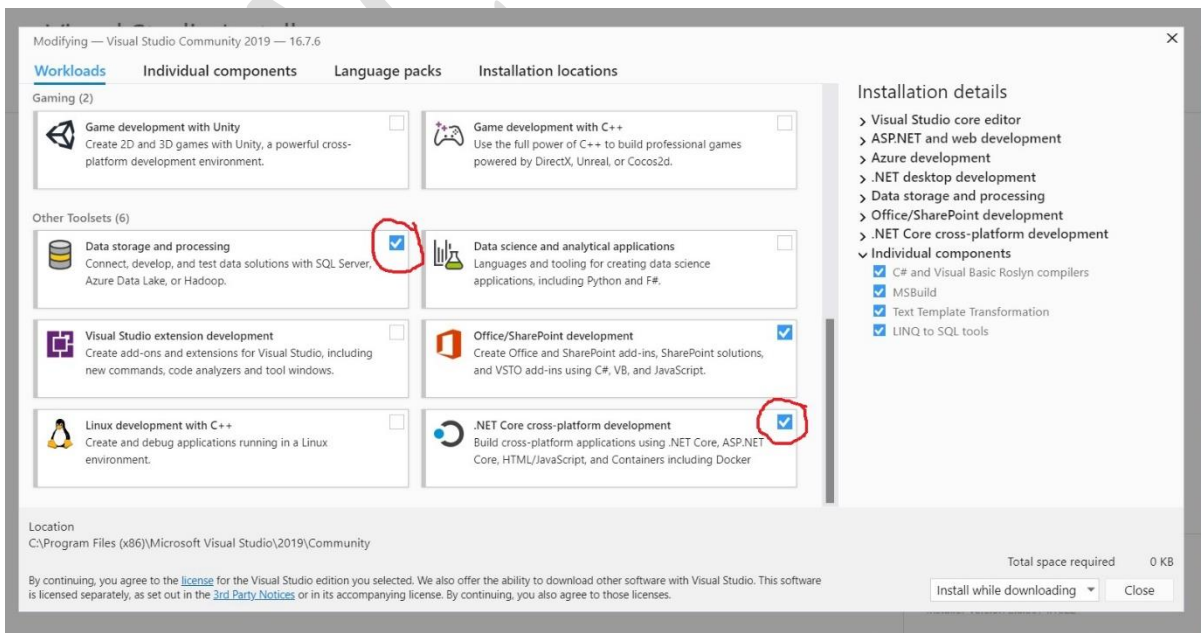 Modifying — Visual Studio Community 2019 — 16.7.6
Workloads
Individual components
Language packs
Installation locations
Gaming (2)
Game development with Unity
Create 2D and 3D games with Unity, a powerful cross-
platform development environment.
Game development with C++
Use the full power of C++ to build professional games
powered by DirectX, Unreal, or Cocos2d.
Other Toolsets (6)
Data storage and processing
Connect, develop, and test data solutions with SQL Server,
Azure Data Lake, or Hadoop.
Data science and analytical applications
Languages and tooling for creating data science
applications, including Python and F#.
Visual Studio extension development
Create add-ons and extensions for Visual Studio, including
new commands, code analyzers and tool windows.
Office/SharePoint development
Create Office and SharePoint add-ins, SharePoint solutions,
and VSTO add-ins using C#, VB, and JavaScript.
Linux development with C++
Create and debug applications running in a Linux
environment.
.NET Core cross-platform development
Build cross-platform applications using .NET Core, ASP.NET
Core, HTML/JavaScript, and Containers including Docker
Installation details
Visual Studio core editor
ASP.NET and web development
Azure development
.NET desktop development
Data storage and processing
Office/SharePoint development
.NET Core cross-platform development
Individual components
C# and Visual Basic Roslyn compilers
MSBuild
Text Template Transformation
LINQ to SQL tools
Location
C:\Program Files (x86)\Microsoft Visual Studio\2019\Community
By continuing, you agree to the license for the Visual Studio edition you selected. We also offer the ability to download other software with Visual Studio. This software
is licensed separately, as set out in the 3rd Party Notices or in its accompanying license. By continuing, you also agree to those licenses.
Total space required 0 KB
Install while downloading
Close